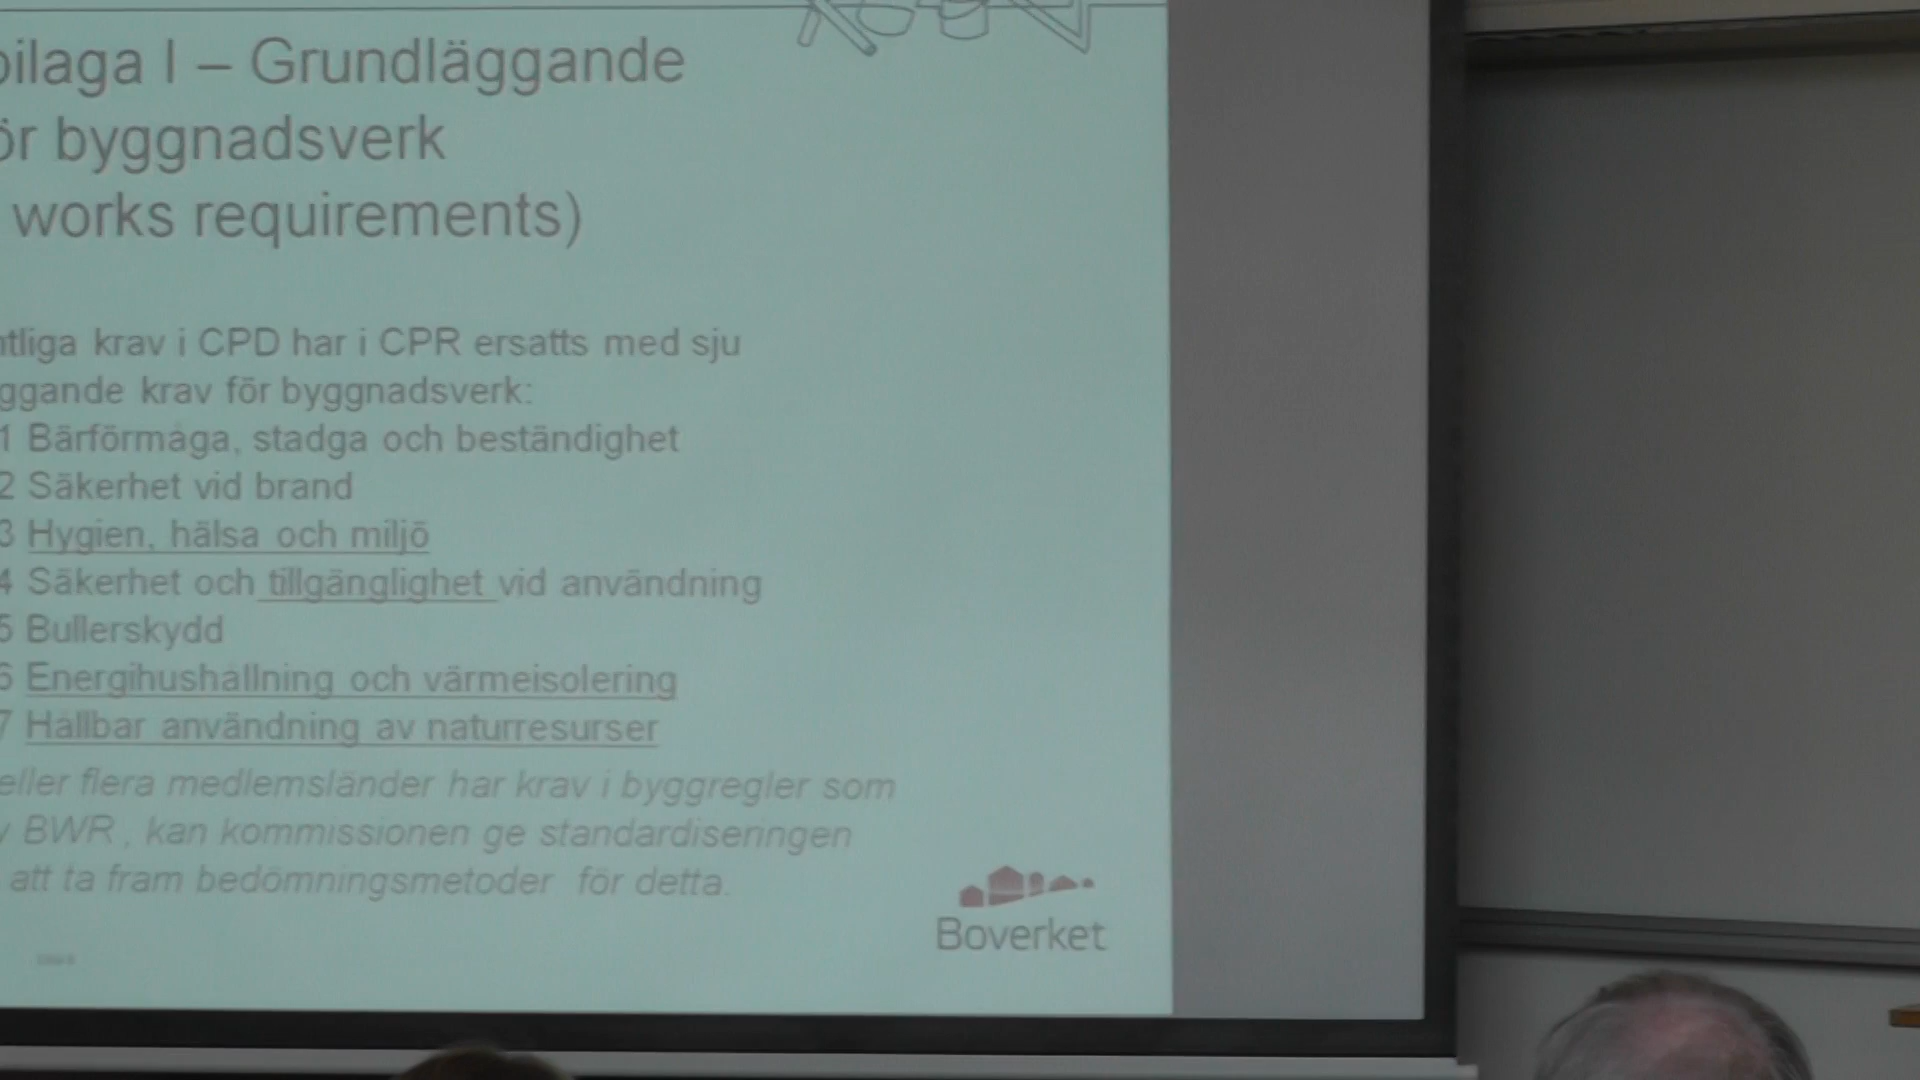 bilaga I – Grundläggande
ör byggnadsverk
works requirements)
ntliga krav i CPD har i CPR ersatts med sju
ggande krav för byggnadsverk:
1 Bärförmåga, stadga och beständighet
2 Säkerhet vid brand
3 Hygien, hälsa och miljö
4 Säkerhet och tillgänglighet vid användning
5 Bullerskydd
6 Energihushållning och värmeisolering
7 Hållbar användning av naturresurser
eller flera medlemsländer har krav i byggregler som
v BWR , kan kommissionen ge standardiseringen
att ta fram bedömningsmetoder för detta.
Boverket